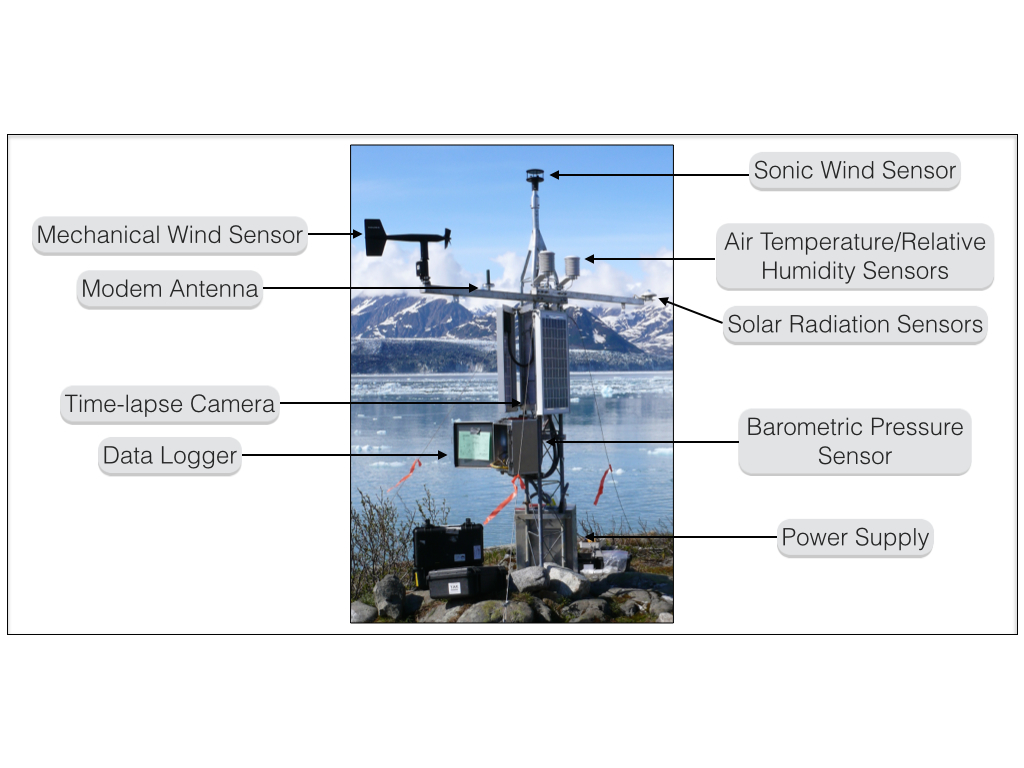 Sonic Wind Sensor
Mechanical Wind Sensor
Air Temperature/Relative
Humidity Sensors
Modem Antenna
Solar Radiation Sensors
Time-lapse Camera
Barometric Pressure
Sensor
Data Logger
Power Supply